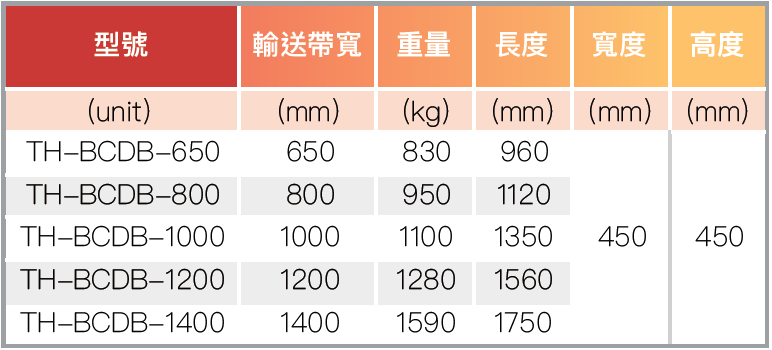 型號 輸送帶寬 重量 長度 寬度 高度
(unit) (mm) (kg) (mm) (mm) (mm)
TH-BCDB-650 650 830 960
TH-BCDB-800 800 950 1120
TH-BCDB-1000 1000 1100 1350 450 450
TH-BCDB-1200 1200 1280 1560
TH-BCDB-1400 1400 1590 1750